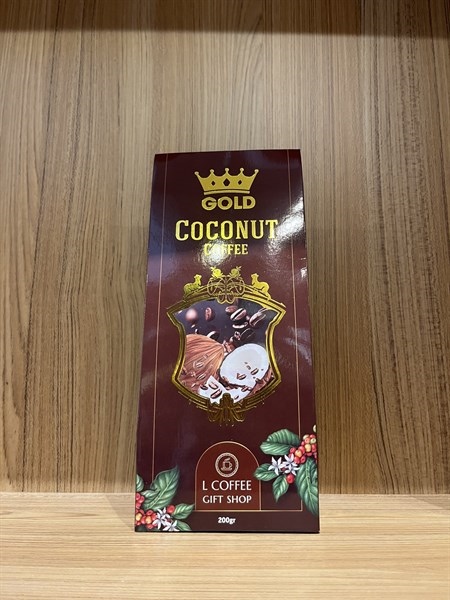 GOLD
COCONUT
COFFEE
L COFFEE
GIFT SHOP
200gr